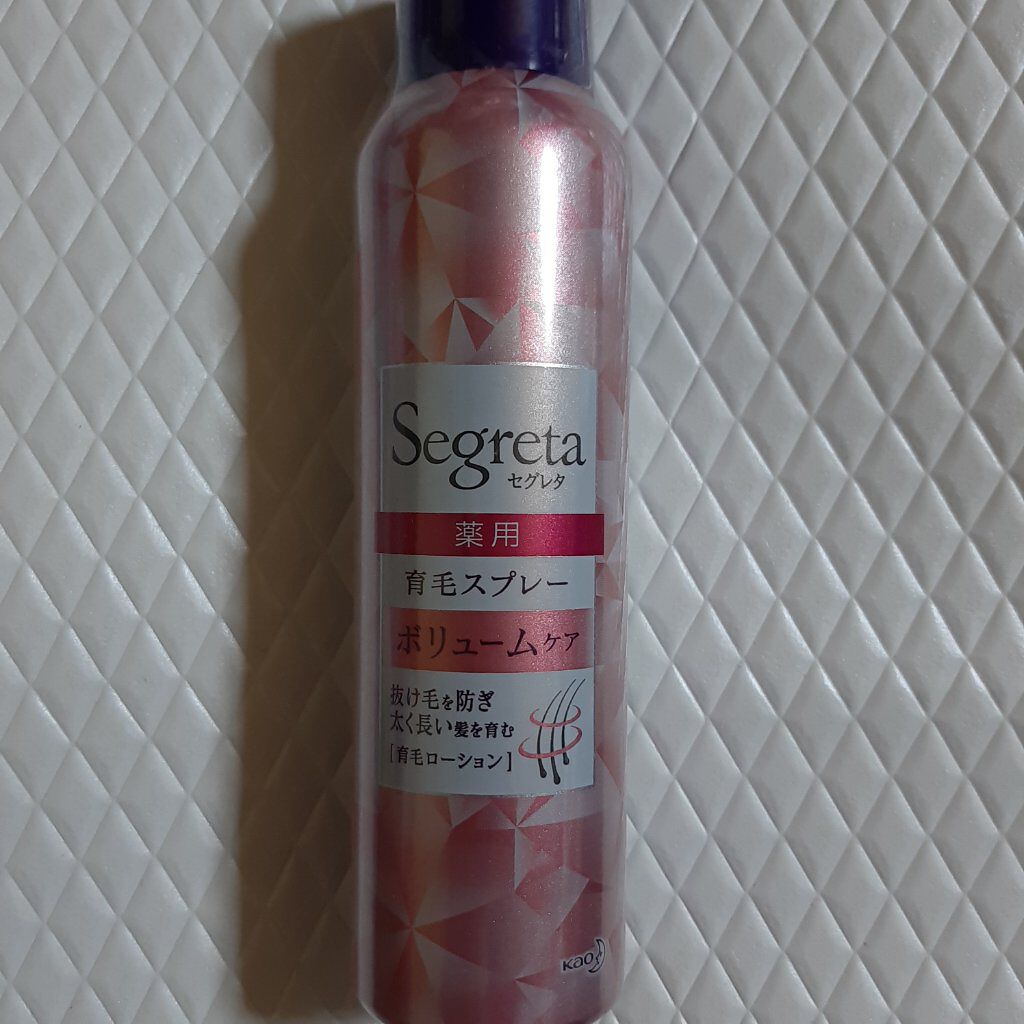 Segreta
セグレタ
薬用
育毛スプレー
ボリュームケア
抜け毛を防ぎ
太く長い髪を育む
[育毛ローション]
Kao